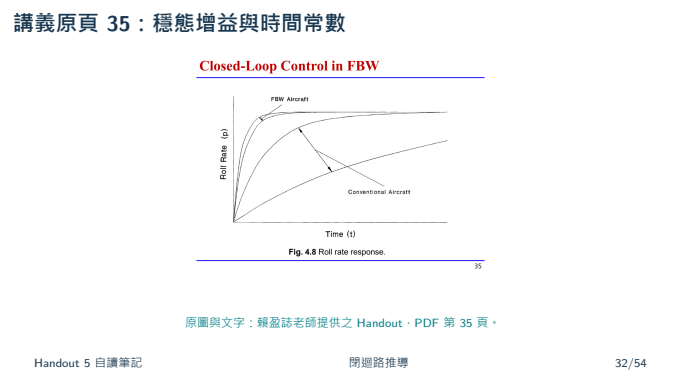 講義原頁 35：穩態增益與時間常數
Closed-Loop Control in FBW
FBW Aircraft
Roll Rate (p)
Conventional Aircraft
Time (t)
Fig. 4.8 Roll rate response.
35
原圖與文字：賴盈誌老師提供之 Handout，PDF 第 35 頁。
Handout 5 自讀筆記
閉迴路推導
32/54